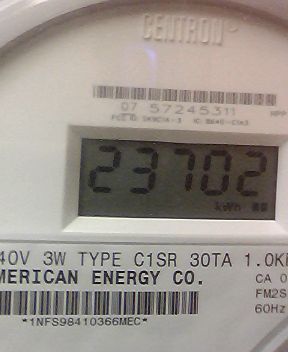 CENTRON
07 57245311
23702
kWh
40V 3W TYPE C1SR 30TA 1.0K
MERICAN ENERGY CO. CA 0
FM2S
60Hz
*1NFS98410366MEC*